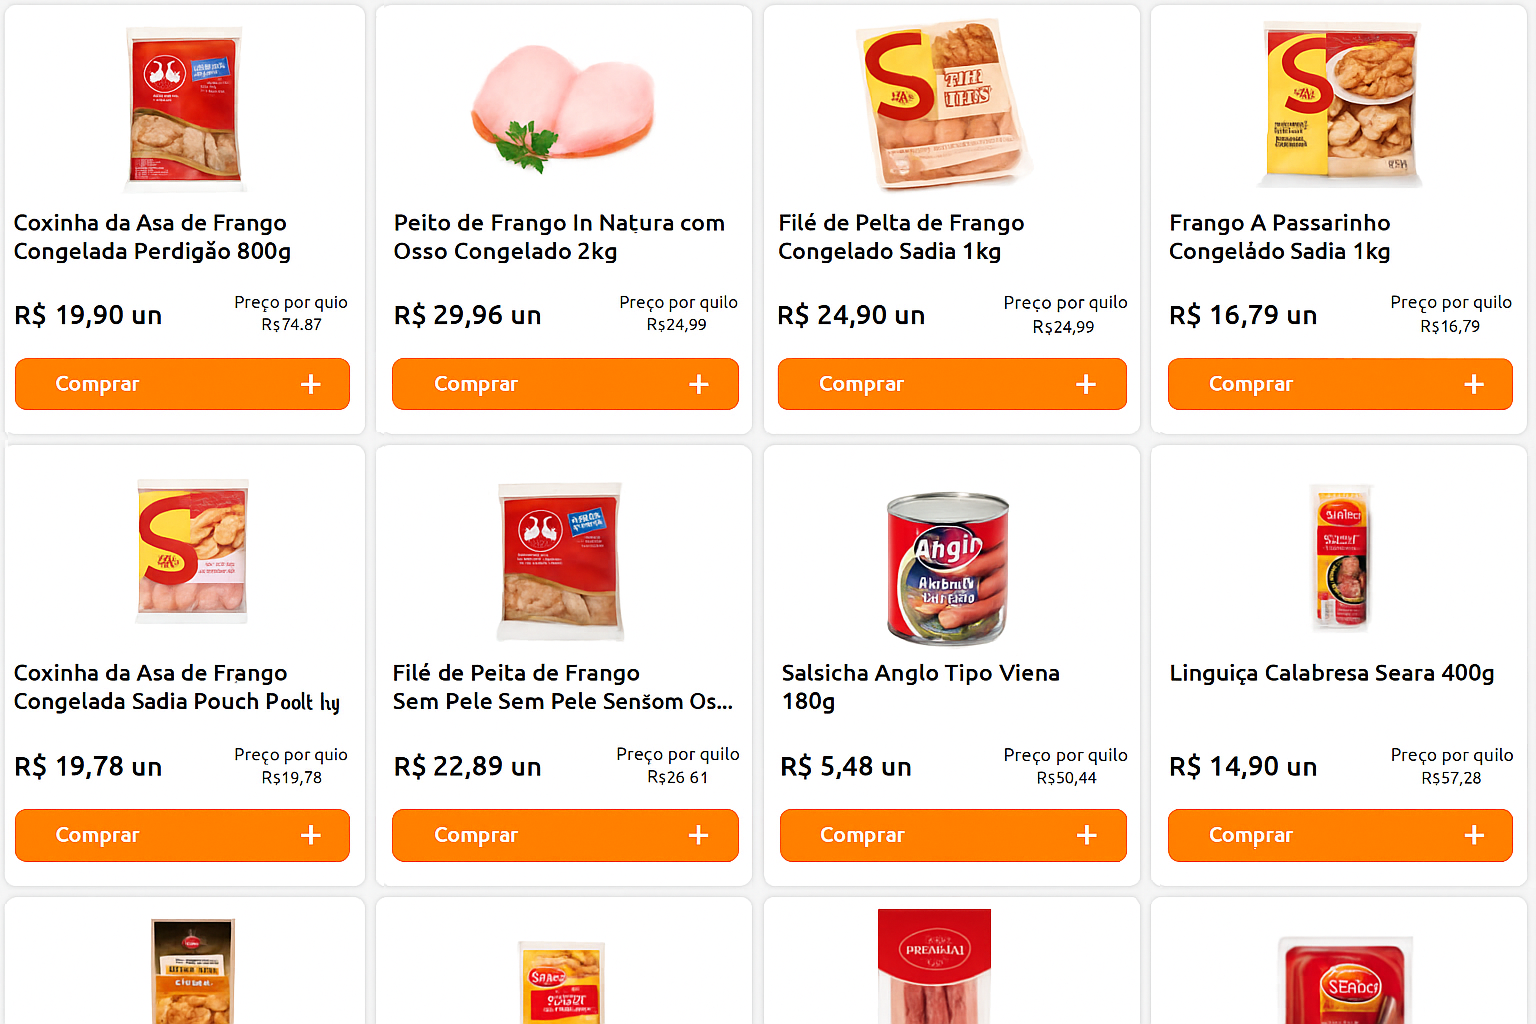 Coxinha da Asa de Frango
Congelada Perdigǎo 800g
R$ 19,90 un
Preço por quio
R$74.87
Comprar +
Peito de Frango In Natura com
Osso Congelado 2kg
R$ 29,96 un
Preço por quilo
R$24,99
Comprar +
Filé de Pelta de Frango
Congelado Sadia 1kg
R$ 24,90 un
Preço por quilo
R$24,99
Comprar +
Frango A Passarinho
Congeládo Sadia 1kg
R$ 16,79 un
Preço por quilo
R$16,79
Comprar +
S
S
Coxinha da Asa de Frango
Congelada Sadia Pouch Poolt hy
R$ 19,78 un
Preço por quio
R$19,78
Comprar +
S
Filé de Peita de Frango
Sem Pele Sem Pele Senšom Os...
R$ 22,89 un
Preço por quilo
R$26 61
Comprar +
Ahgin
Salsicha Anglo Tipo Viena
180g
R$ 5,48 un
Preço por quilo
R$50,44
Comprar +
Linguiça Calabresa Seara 400g
R$ 14,90 un
Preço por quilo
R$57,28
Comprar +